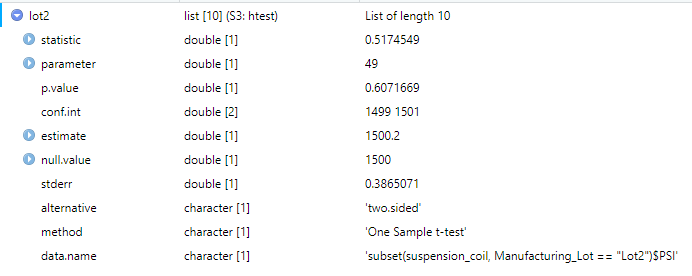 lot2 list [10] (S3: htest) List of length 10
statistic double [1] 0.5174549
parameter double [1] 49
p.value double [1] 0.6071669
conf.int double [2] 1499 1501
estimate double [1] 1500.2
null.value double [1] 1500
stderr double [1] 0.3865071
alternative character [1] 'two.sided'
method character [1] 'One Sample t-test'
data.name character [1] 'subset(suspension_coil, Manufacturing_Lot == "Lot2")$PSI'